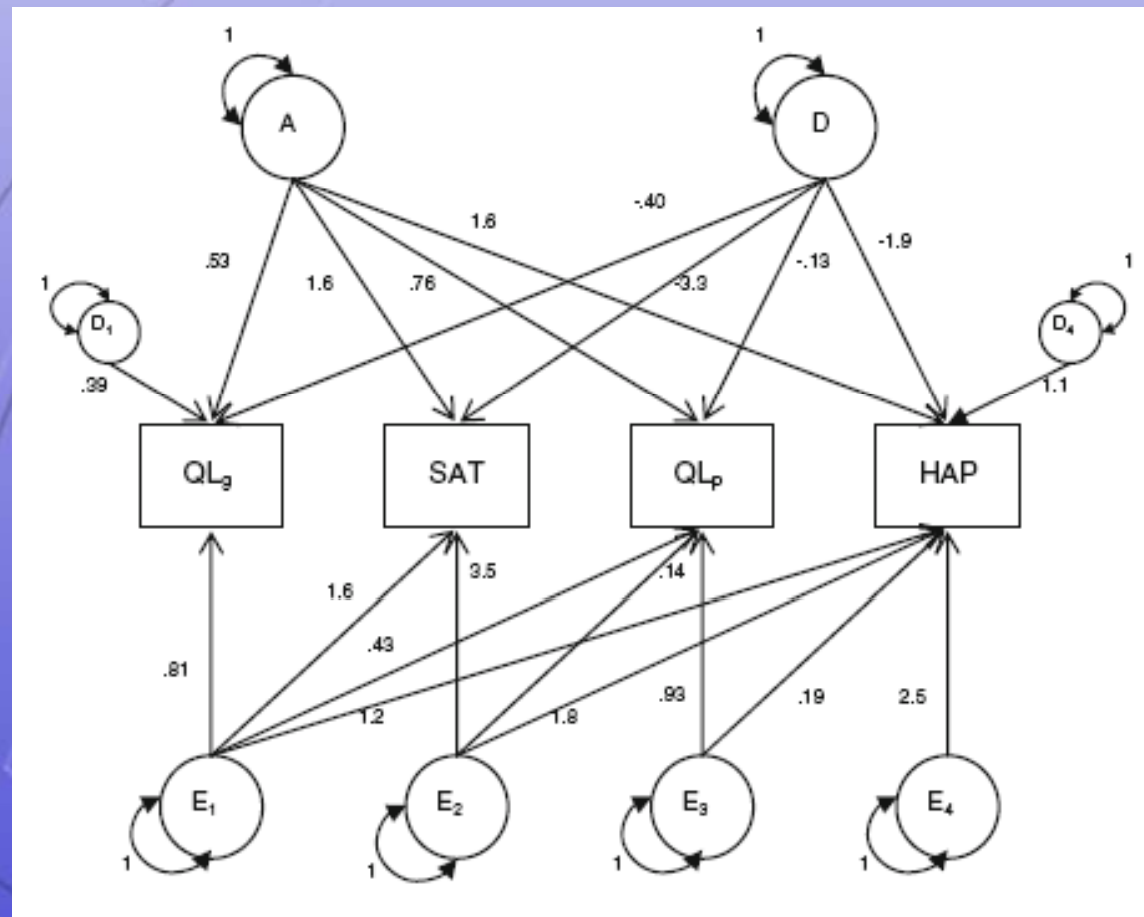 1
1
A
D
-.40
1.6
-1.9
.53
-.13
1.6
.76
-3.3
1
1
D₁
D₄
.39
1.1
QLg
SAT
QLp
HAP
3.5
.14
1.6
.43
.81
.93
.19
2.5
1.2
1.8
E₁
E₂
E₃
E₄
1
1
1
1